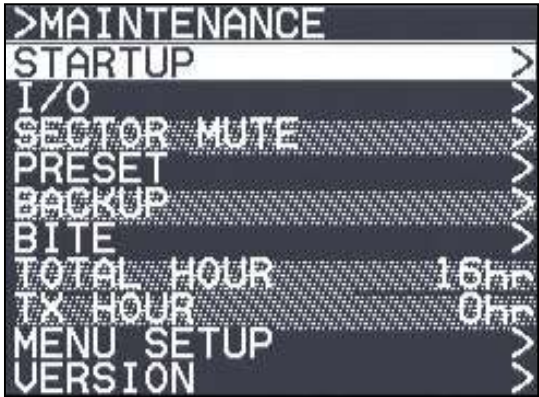 >MAINTENANCE
STARTUP >
I/O >
SECTOR MUTE >
PRESET >
BACKUP >
BITE >
TOTAL HOUR 16hr
TX HOUR 0hr
MENU SETUP >
VERSION >